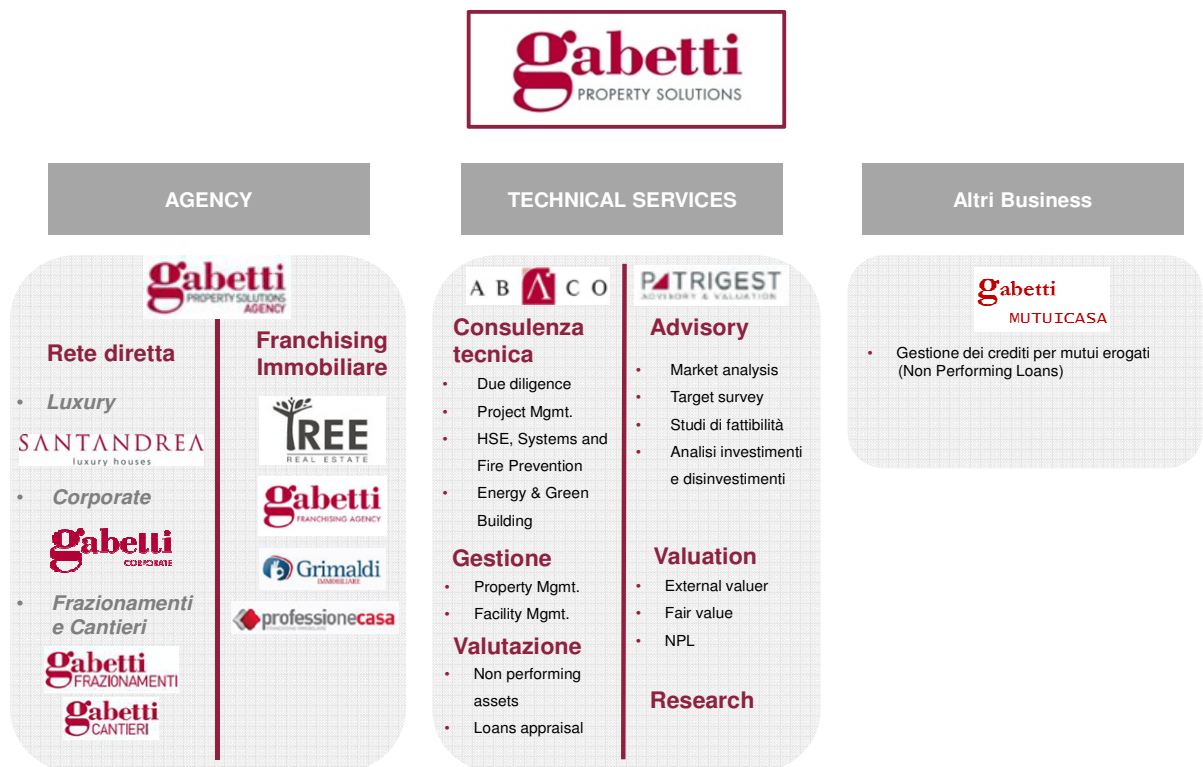 gabetti
PROPERTY SOLUTIONS
AGENCY
TECHNICAL SERVICES
Altri Business
gabetti
PROPERTY SOLUTIONS
AGENCY
Rete diretta
• Luxury
SANTANDREA
luxury houses
• Corporate
gabetti
CORPORATE
• Frazionamenti
e Cantieri
gabetti
FRAZIONAMENTI
gabetti
CANTIERI
Franchising
Immobiliare
TREE
REAL ESTATE
gabetti
FRANCHISING AGENCY
Grimaldi
IMMOBILIARE
professionecasa
FRANCHISING IMMOBILIARE
ABACO
Consulenza
tecnica
• Due diligence
• Project Mgmt.
• HSE, Systems and
Fire Prevention
• Energy & Green
Building
Gestione
• Property Mgmt.
• Facility Mgmt.
Valutazione
• Non performing
assets
• Loans appraisal
PATRIGEST
ADVISORY & VALUATION
Advisory
• Market analysis
• Target survey
• Studi di fattibilità
• Analisi investimenti
e disinvestimenti
Valuation
• External valuer
• Fair value
• NPL
Research
gabetti
MUTUICASA
• Gestione dei crediti per mutui erogati
(Non Performing Loans)